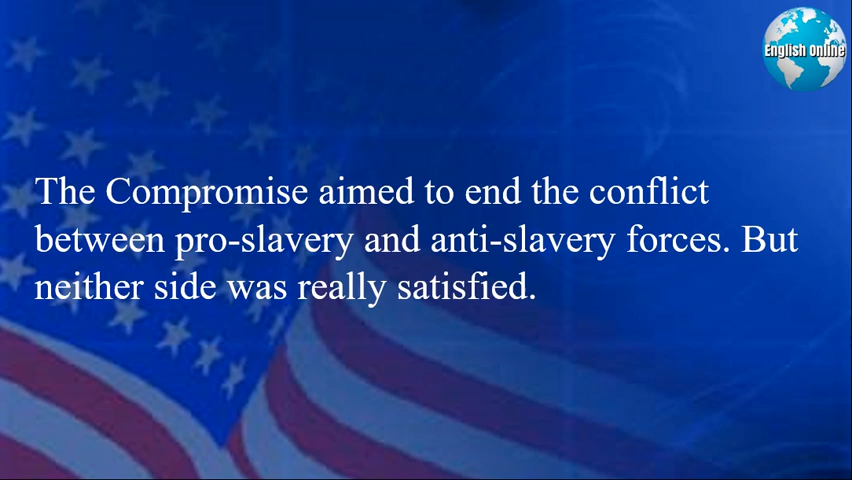 English Online
The Compromise aimed to end the conflict
between pro-slavery and anti-slavery forces. But
neither side was really satisfied.